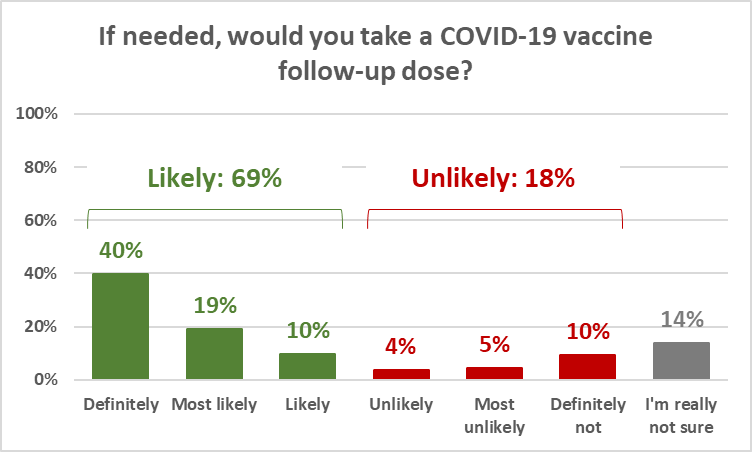 If needed, would you take a COVID-19 vaccine
follow-up dose?
100%
80%
60%
40%
20%
0%
Likely: 69%
Unlikely: 18%
40%
19%
10%
4%
5%
10%
14%
Definitely
Most likely
Likely
Unlikely
Most
unlikely
Definitely
not
I'm really
not sure